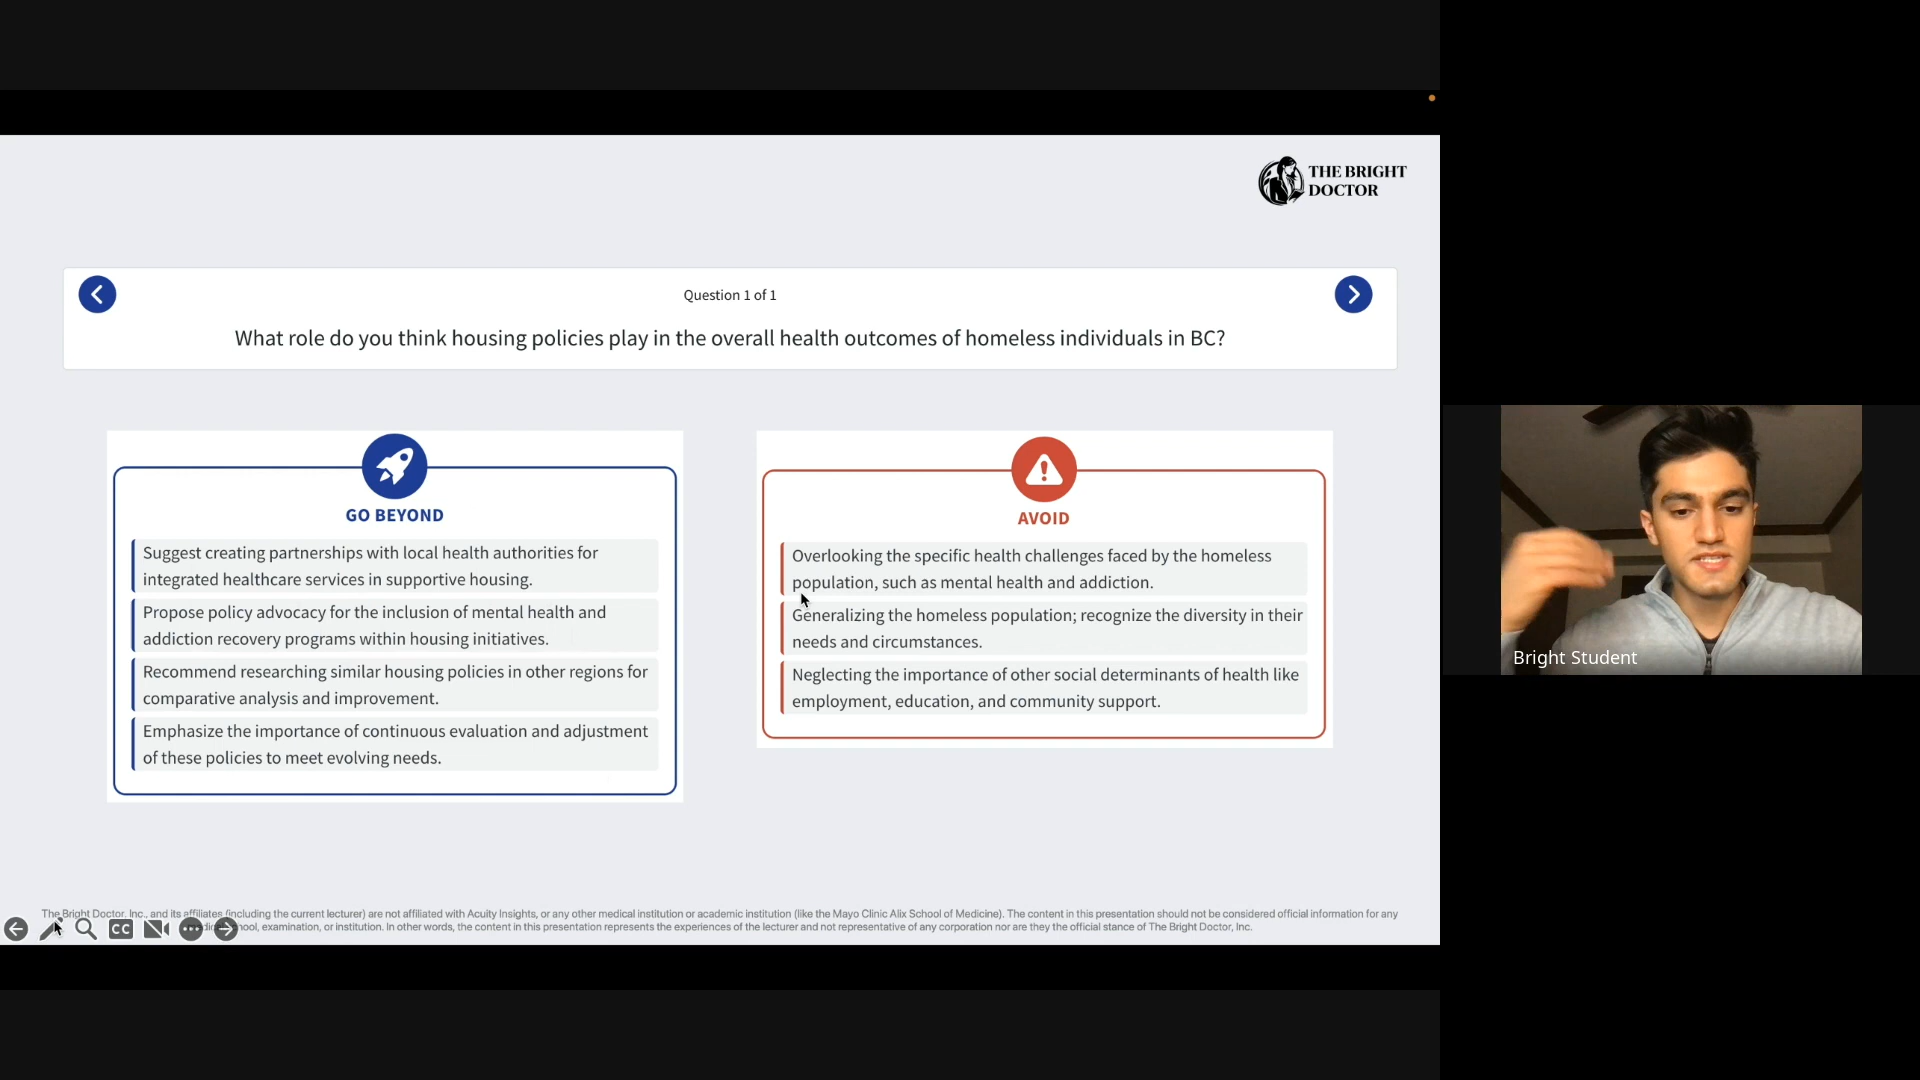 THE BRIGHT
DOCTOR
Question 1 of 1
What role do you think housing policies play in the overall health outcomes of homeless individuals in BC?
GO BEYOND
Suggest creating partnerships with local health authorities for
integrated healthcare services in supportive housing.
Propose policy advocacy for the inclusion of mental health and
addiction recovery programs within housing initiatives.
Recommend researching similar housing policies in other regions for
comparative analysis and improvement.
Emphasize the importance of continuous evaluation and adjustment
of these policies to meet evolving needs.
AVOID
Overlooking the specific health challenges faced by the homeless
population, such as mental health and addiction.
Generalizing the homeless population; recognize the diversity in their
needs and circumstances.
Neglecting the importance of other social determinants of health like
employment, education, and community support.
Bright Student
The Bright Doctor, Inc., and its affiliates (including the current lecturer) are not affiliated with Acuity Insights, or any other medical institution or academic institution (like the Mayo Clinic Alix School of Medicine). The content in this presentation should not be considered official information for any
examination, or institution. In other words, the content in this presentation represents the experiences of the lecturer and not representative of any corporation nor are they the official stance of The Bright Doctor, Inc.
CC